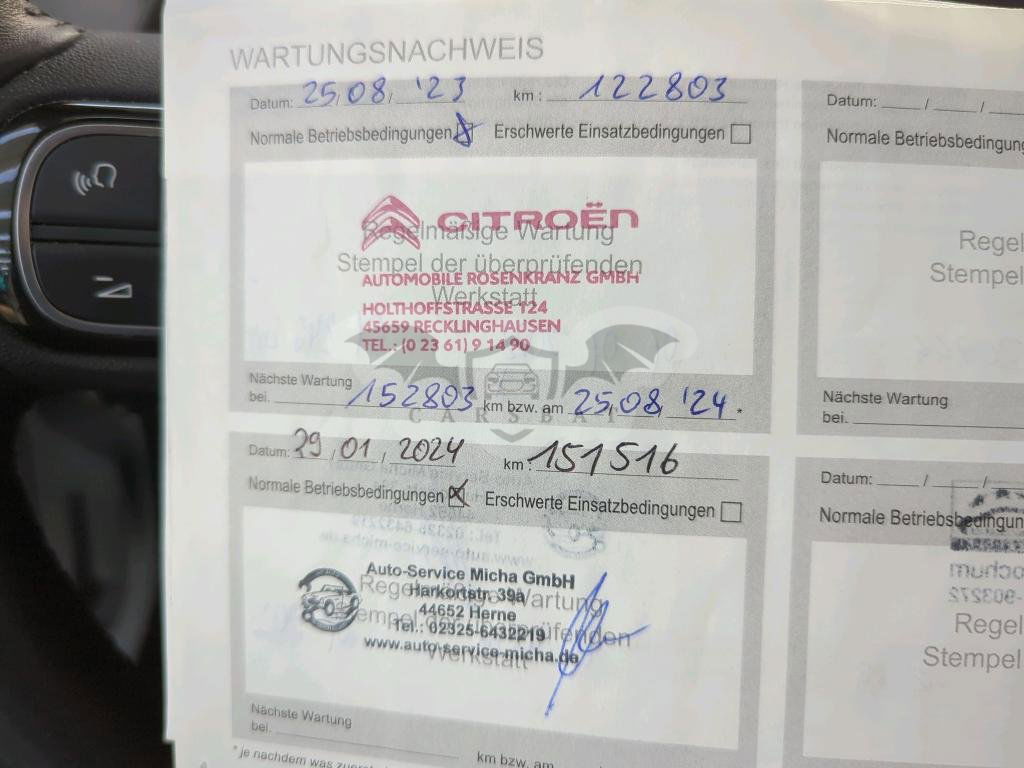 WARTUNGSNACHWEIS
Datum: 25,08, '23 km: 122803
Normale Betriebsbedingungen Erschwerte Einsatzbedingungen
CITROËN
Regelmäßige Wartung
Stempel der überprüfenden
Werkstatt
AUTOMOBILE ROSENKRANZ GMBH
HOLTHOFFSTRASSE 124
45659 RECKLINGHAUSEN
TEL.: (0 23 61) 9 14 90
CARSBAT
Nächste Wartung
bei. 152803 km bzw. am 25,08, '24 *
Datum: 29,01, 2024 km: 151516
Normale Betriebsbedingungen Erschwerte Einsatzbedingungen
Auto-Service Micha GmbH
Harkortstr. 39a
44652 Herne
Tel.: 02325-6432219
www.auto-service-micha.de
Regelmäßige Wartung
Stempel der überprüfenden
Werkstatt
Nächste Wartung
bei. km bzw. am
* je nachdem was
Datum: / /
Normale Betriebsbedingung
Regel
Stempel
Nächste Wartung
bei.
Datum: / /
Normale Betriebsbedingun
Regel
Stempel